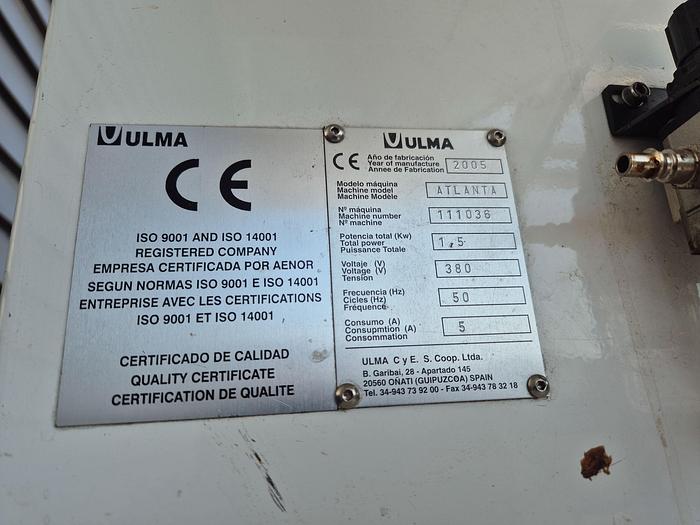 ULMA
CE
ISO 9001 AND ISO 14001
REGISTERED COMPANY
EMPRESA CERTIFICADA POR AENOR
SEGUN NORMAS ISO 9001 E ISO 14001
ENTREPRISE AVEC LES CERTIFICATIONS
ISO 9001 ET ISO 14001
CERTIFICADO DE CALIDAD
QUALITY CERTIFICATE
CERTIFICATION DE QUALITE
ULMA
CE
Año de fabricación
Year of manufacture
Annee de Fabrication
2005
Modelo máquina
Machine model
Machine Modèle
ATLANTA
Nº máquina
Machine number
Nº machine
111036
Potencia total (Kw)
Total power
Puissance Totale
1,5
Voltaje (V)
Voltage (V)
Tension
380
Frecuencia (Hz)
Cicles (Hz)
Fréquence
50
Consumo (A)
Consupmtion (A)
Consommation
5
ULMA C y E. S. Coop. Ltda.
B. Garibai, 28 - Apartado 145
20560 OÑATI (GUIPUZCOA) SPAIN
Tel. 34-943 73 92 00 - Fax 34-943 78 32 18